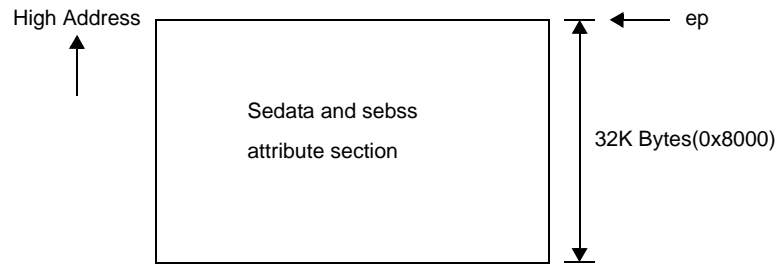 High Address
ep
Sedata and sebss
attribute section
32K Bytes(0x8000)